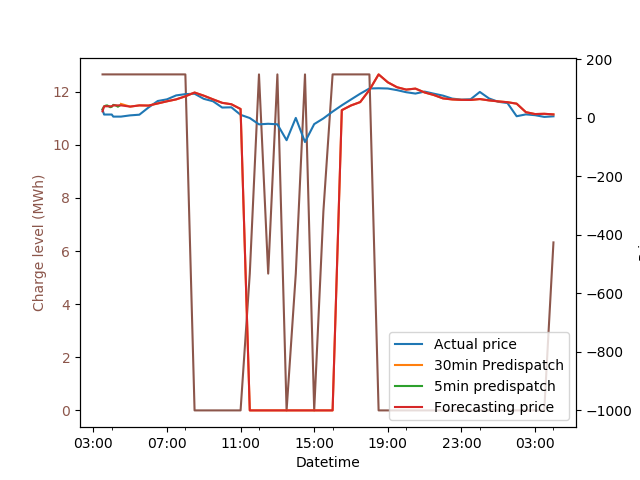 12
10
8
6
4
2
0
Charge level (MWh)
200
0
-200
-400
-600
-800
-1000
Actual price
30min Predispatch
5min predispatch
Forecasting price
03:00 07:00 11:00 15:00 19:00 23:00 03:00
Datetime